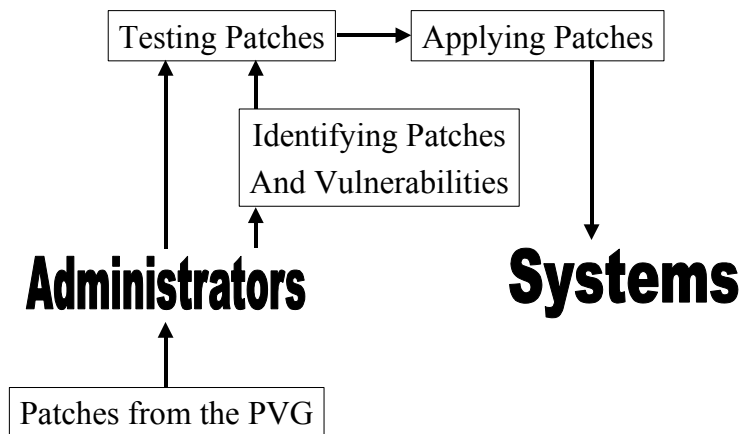 Testing Patches
Applying Patches
Identifying Patches
And Vulnerabilities
Administrators
Systems
Patches from the PVG